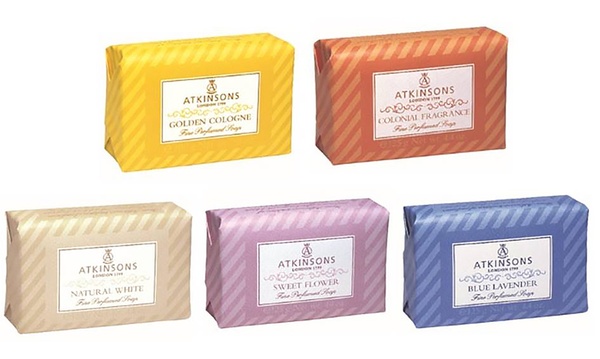 ATKINSONS
LONDON 1799
GOLDEN COLOGNE
Fine Perfumed Soap
ATKINSONS
LONDON 1799
COLONIAL FRAGRANCE
Fine Perfumed Soap
ATKINSONS
LONDON 1799
NATURAL WHITE
Fine Perfumed Soap
ATKINSONS
LONDON 1799
SWEET FLOWER
Fine Perfumed Soap
ATKINSONS
LONDON 1799
BLUE LAVENDER
Fine Perfumed Soap